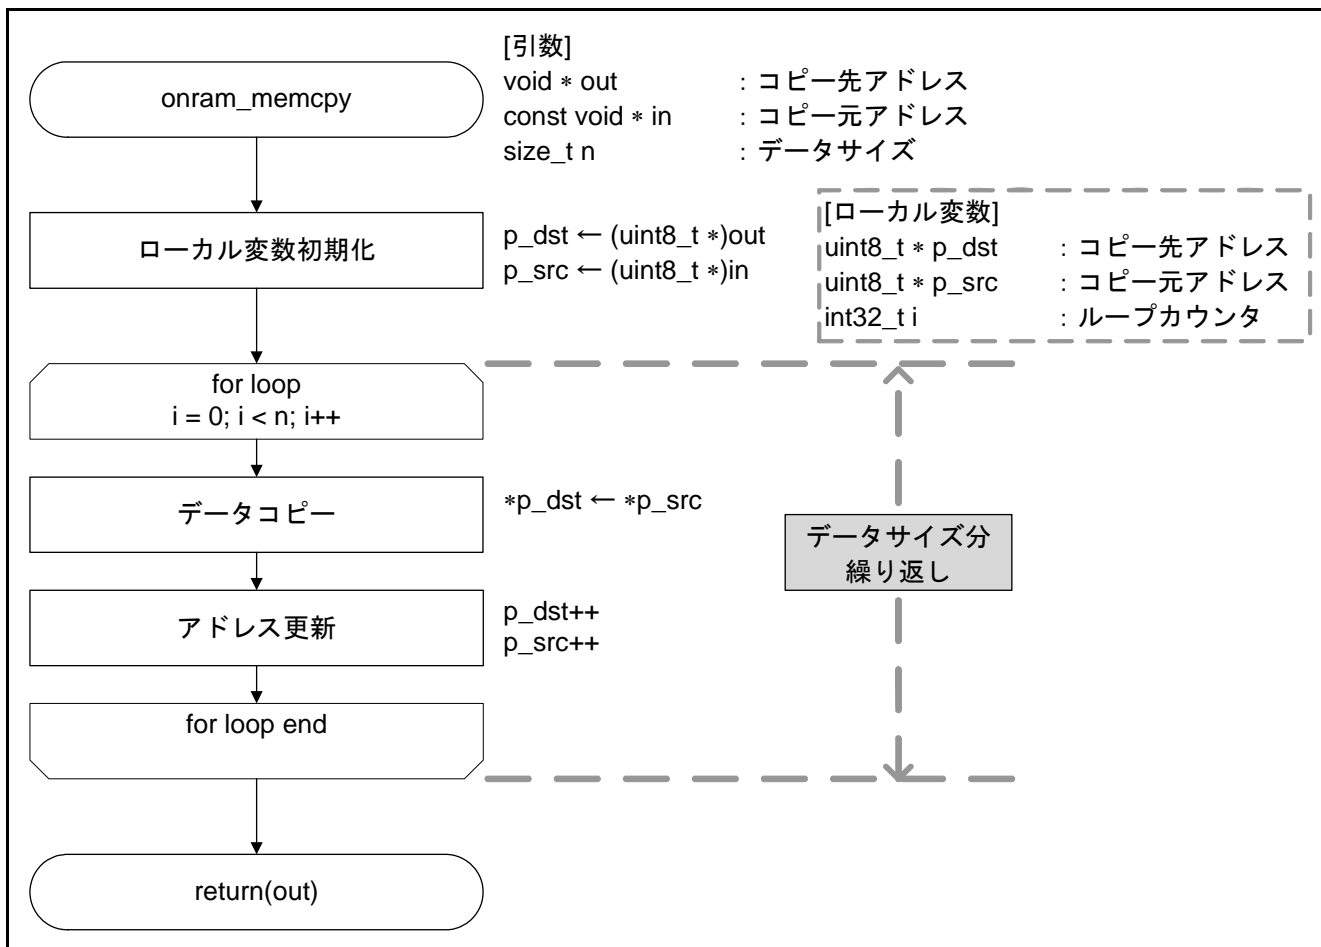 onram_memcpy
[引数]
void * out : コピー先アドレス
const void * in : コピー元アドレス
size_t n : データサイズ
ローカル変数初期化
p_dst ← (uint8_t *)out
p_src ← (uint8_t *)in
[ローカル変数]
uint8_t * p_dst : コピー先アドレス
uint8_t * p_src : コピー元アドレス
int32_t i : ループカウンタ
for loop
i = 0; i < n; i++
データコピー
*p_dst ← *p_src
データサイズ分
繰り返し
アドレス更新
p_dst++
p_src++
for loop end
return(out)